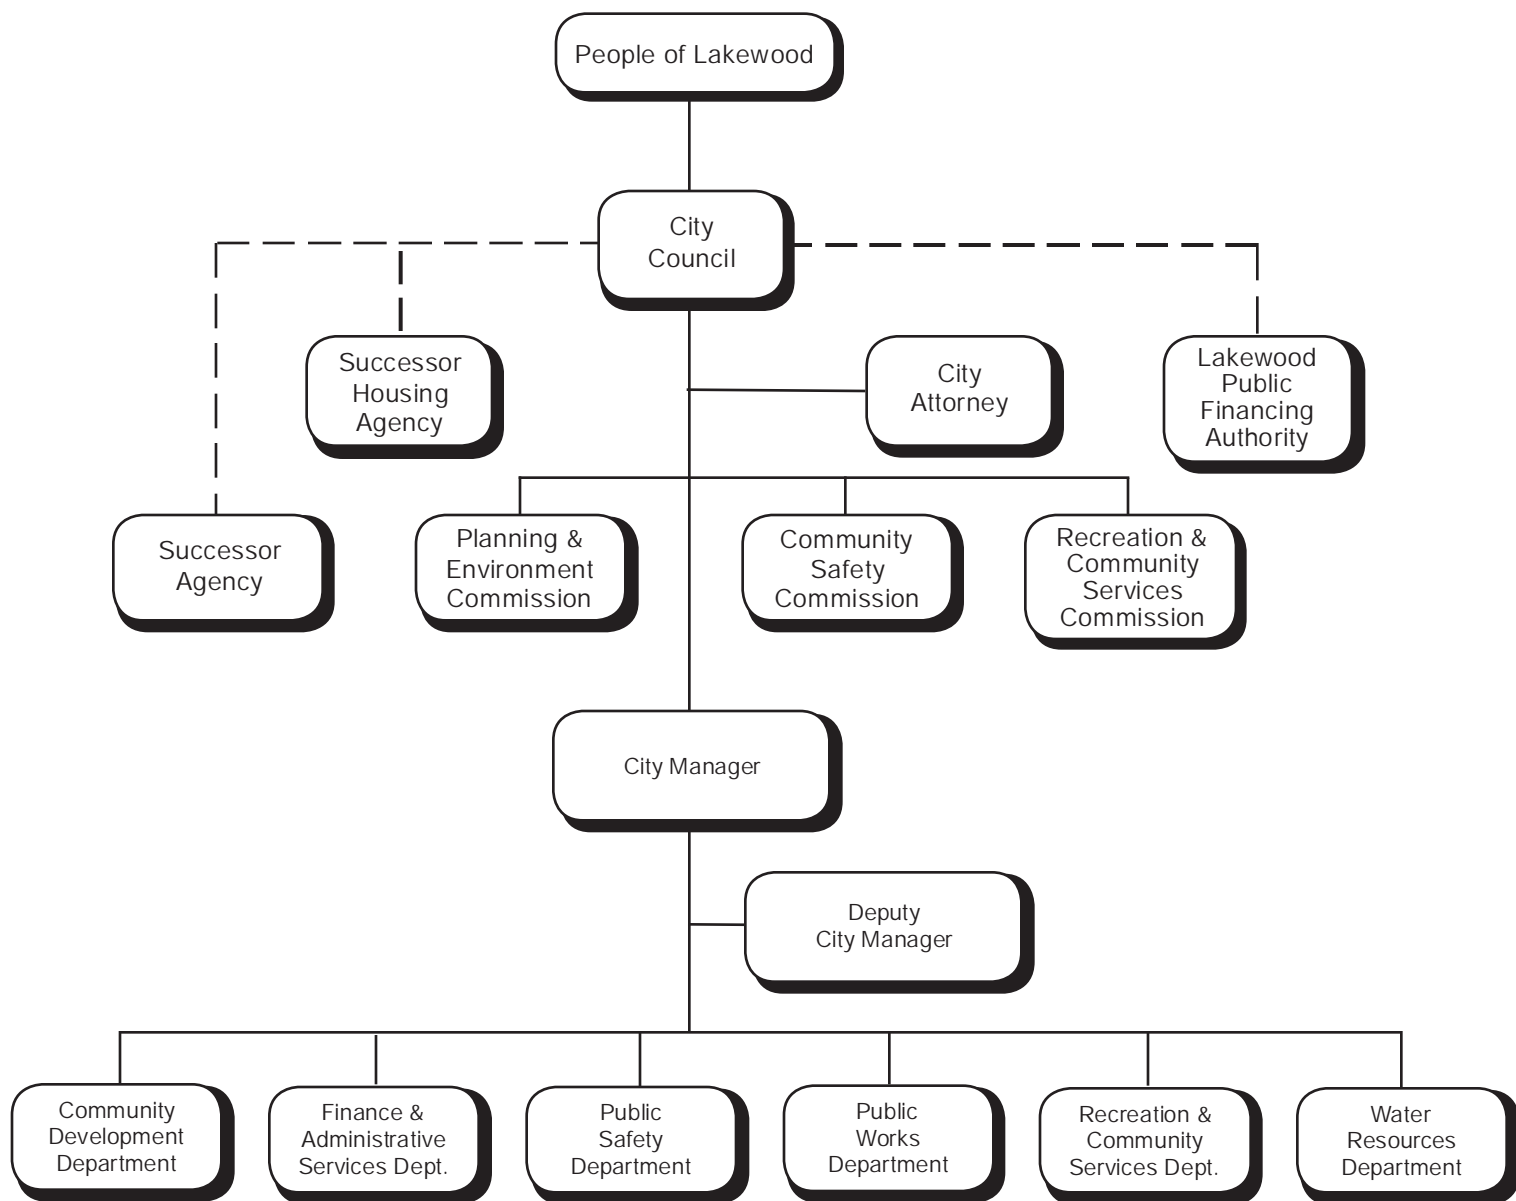 People of Lakewood
City
Council
Successor
Housing
Agency
City
Attorney
Lakewood
Public
Financing
Authority
Successor
Agency
Planning &
Environment
Commission
Community
Safety
Commission
Recreation &
Community
Services
Commission
City Manager
Deputy
City Manager
Community
Development
Department
Finance &
Administrative
Services Dept.
Public
Safety
Department
Public
Works
Department
Recreation &
Community
Services Dept.
Water
Resources
Department